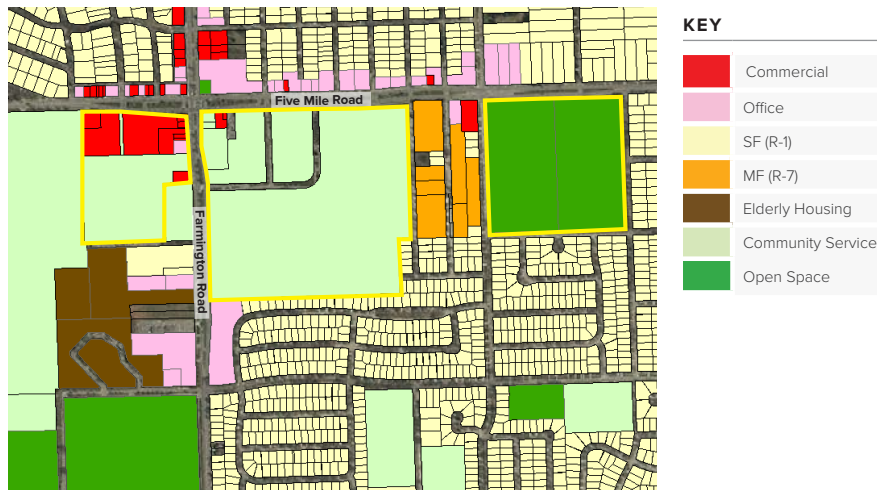 KEY
Commercial
Office
SF (R-1)
MF (R-7)
Elderly Housing
Community Service
Open Space
Five Mile Road
Farmington Road